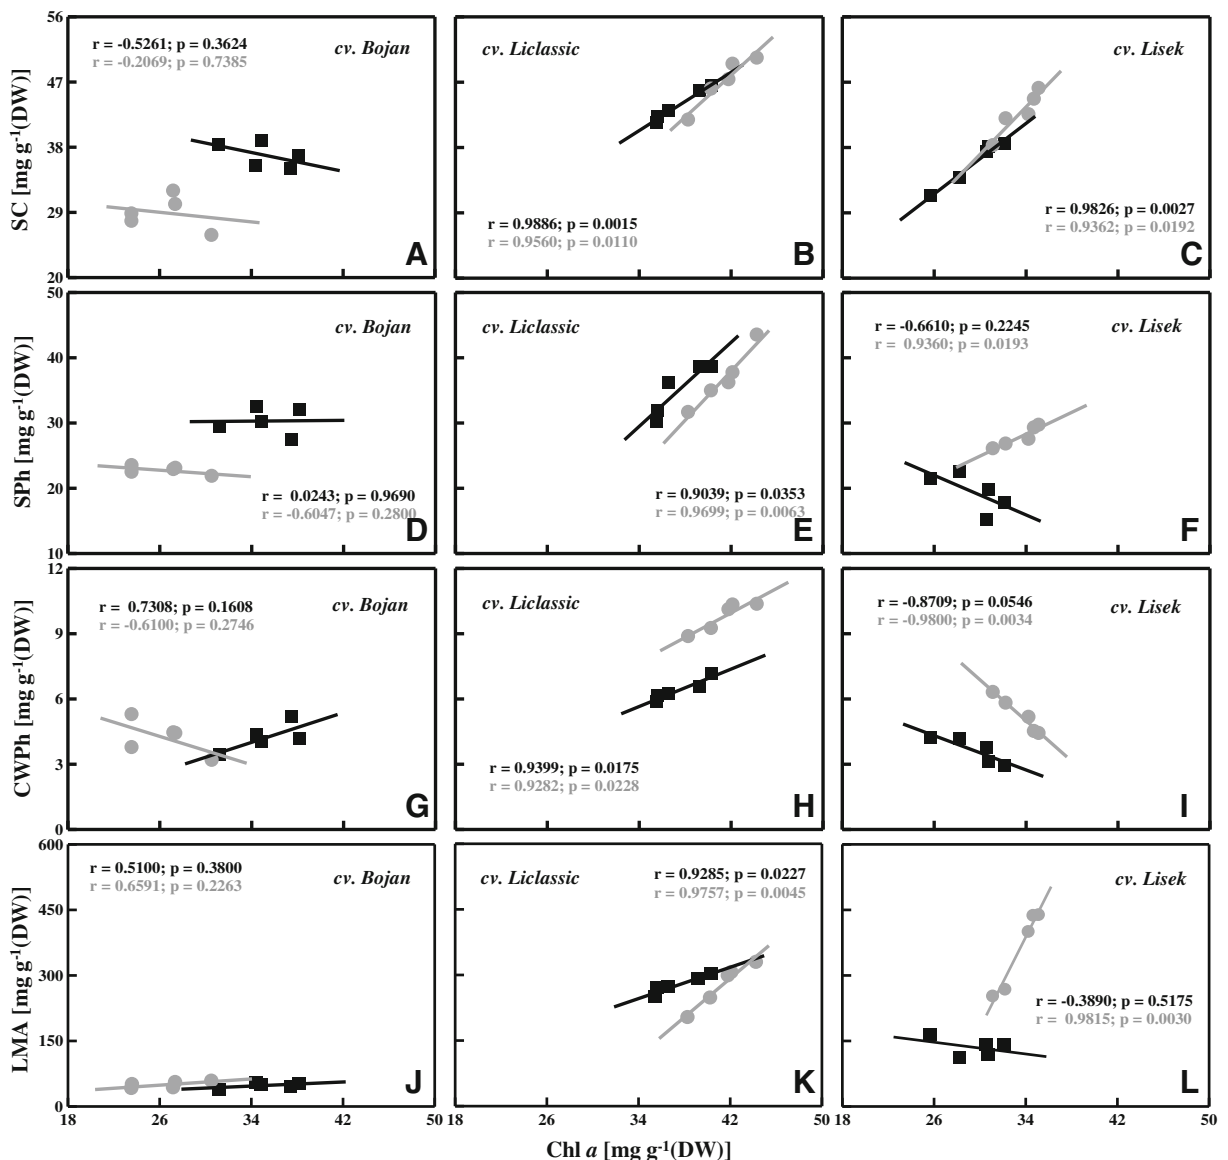 56
47
38
29
20
SC [mg g-1(DW)]
r = -0.5261; p = 0.3624
r = -0.2069; p = 0.7385
cv. Bojan
A
cv. Liclassic
r = 0.9886; p = 0.0015
r = 0.9560; p = 0.0110
B
cv. Lisek
r = 0.9826; p = 0.0027
r = 0.9362; p = 0.0192
C
50
40
30
20
10
SPh [mg g-1(DW)]
cv. Bojan
r = 0.0243; p = 0.9690
r = -0.6047; p = 0.2800
D
cv. Liclassic
r = 0.9039; p = 0.0353
r = 0.9699; p = 0.0063
E
r = -0.6610; p = 0.2245
r = 0.9360; p = 0.0193
cv. Lisek
F
12
9
6
3
0
CWPh [mg g-1(DW)]
r = 0.7308; p = 0.1608
r = -0.6100; p = 0.2746
cv. Bojan
G
cv. Liclassic
r = 0.9399; p = 0.0175
r = 0.9282; p = 0.0228
H
r = -0.8709; p = 0.0546
r = -0.9800; p = 0.0034
cv. Lisek
I
600
450
300
150
0
LMA [mg g-1(DW)]
r = 0.5100; p = 0.3800
r = 0.6591; p = 0.2263
cv. Bojan
J
cv. Liclassic
r = 0.9285; p = 0.0227
r = 0.9757; p = 0.0045
K
cv. Lisek
r = -0.3890; p = 0.5175
r = 0.9815; p = 0.0030
L
18 26 34 42 18 26 34 42 18 26 34 42 50
Chl a [mg g-1(DW)]